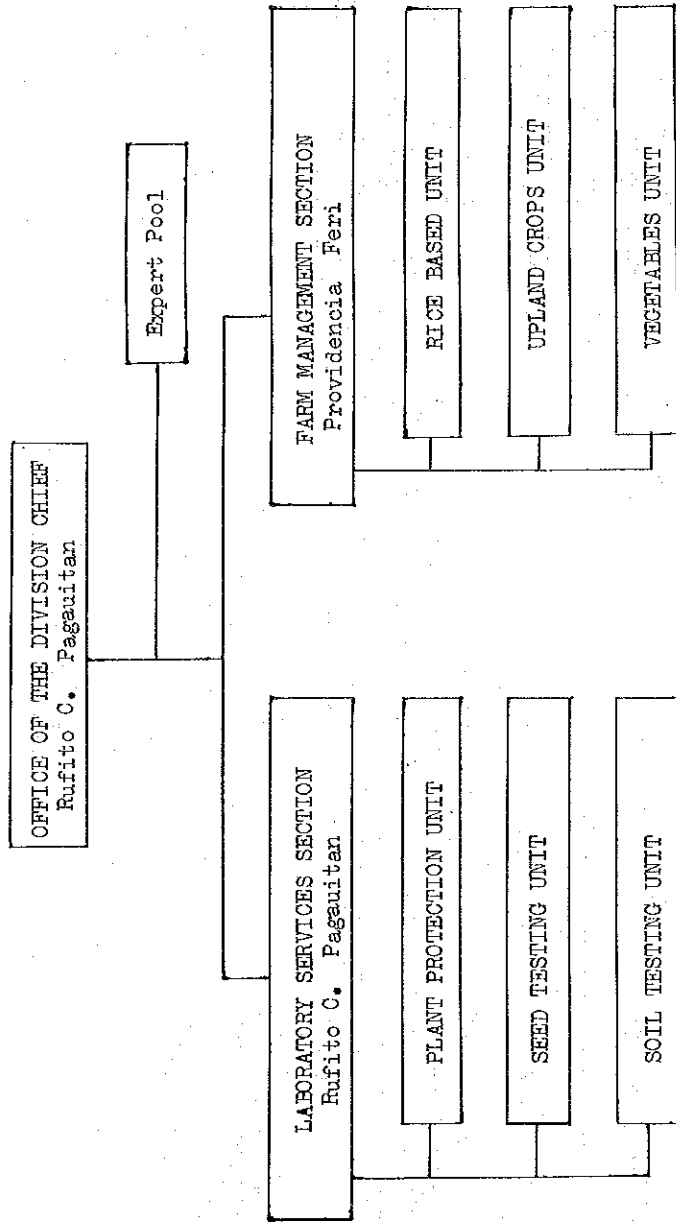 OFFICE OF THE DIVISION CHIEF
Rufito C. Pagauitan
Expert Pool
LABORATORY SERVICES SECTION
Rufito C. Pagauitan
PLANT PROTECTION UNIT
SEED TESTING UNIT
SOIL TESTING UNIT
FARM MANAGEMENT SECTION
Providencia Feri
RICE BASED UNIT
UPLAND CROPS UNIT
VEGETABLES UNIT